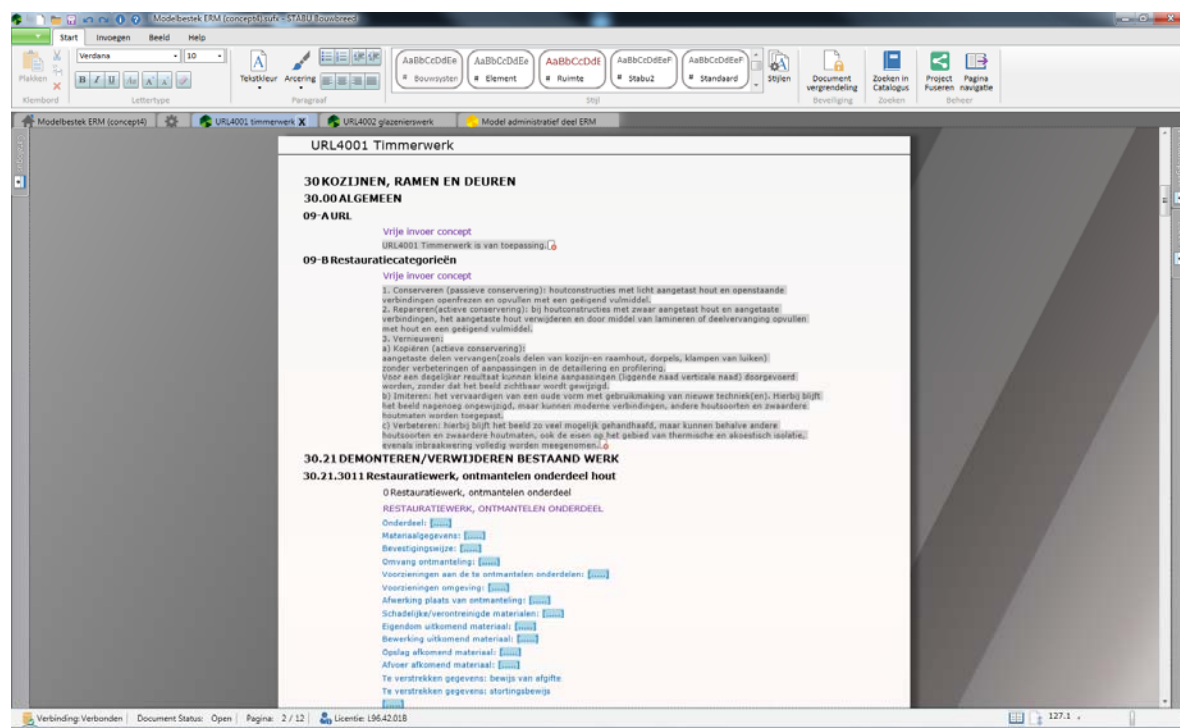 Modelbestek ERM (concept4).sufx - STABU Bouwbreed
Start Invoegen Beeld Help
Verdana 10
AaBbCcDdEe AaBbCcDdEe AaBbCcDdE AaBbCcDdEeF AaBbCcDdEeF
# Bouwsysten # Element # Ruimte # Stabu2 # Standaard
Plakken
B I U
Tekstkleur Arcering
Stijlen
Document vergrendeling
Zoeken in Catalogus
Project Fuseren
Pagina navigatie
Klembord Lettertype Paragraaf Stijl Beveiliging Zoeken Beheer
Modelbestek ERM (concept4) URL4001 timmerwerk X URL4002 glazenierswerk Model administratief deel ERM
URL4001 Timmerwerk
30 KOZIJNEN, RAMEN EN DEUREN
30.00 ALGEMEEN
09-A URL
Vrije invoer concept
URL4001 Timmerwerk is van toepassing.
09-B Restauratiecategorieën
Vrije invoer concept
1. Conserveren (passieve conservering): houtconstructies met licht aangetast hout en openstaande
verbindingen openfrezen en opvullen met een geëigend vulmiddel.
2. Repareren(actieve conservering): bij houtconstructies met zwaar aangetast hout en aangetaste
verbindingen, het aangetaste hout verwijderen en door middel van lamineren of deelvervanging opvullen
met hout en een geëigend vulmiddel.
3. Vernieuwen:
a) Kopiëren (actieve conservering):
aangetaste delen vervangen(zoals delen van kozijn-en raamhout, dorpels, klampen van luiken)
zonder verbeteringen of aanpassingen in de detaillering en profilering.
Voor een degelijker resultaat kunnen kleine aanpassingen (liggende naad verticale naad) doorgevoerd
worden, zonder dat het beeld zichtbaar wordt gewijzigd.
b) Imiteren: het vervaardigen van een oude vorm met gebruikmaking van nieuwe techniek(en). Hierbij blijft
het beeld nagenoeg ongewijzigd, maar kunnen moderne verbindingen, andere houtsoorten en zwaardere
houtmaten worden toegepast.
c) Verbeteren: hierbij blijft het beeld zo veel mogelijk gehandhaafd, maar kunnen behalve andere
houtsoorten en zwaardere houtmaten, ook de eisen op het gebied van thermische en akoestisch isolatie,
evenals inbraakwering volledig worden meegenomen.
30.21 DEMONTEREN/VERWIJDEREN BESTAAND WERK
30.21.3011 Restauratiewerk, ontmantelen onderdeel hout
0 Restauratiewerk, ontmantelen onderdeel
RESTAURATIEWERK, ONTMANTELEN ONDERDEEL
Onderdeel: [......]
Materiaalgegevens: [......]
Bevestigingswijze: [......]
Omvang ontmanteling: [......]
Voorzieningen aan de te ontmantelen onderdelen: [......]
Voorzieningen omgeving: [......]
Afwerking plaats van ontmanteling: [......]
Schadelijke/verontreinigde materialen: [......]
Eigendom uitkomend materiaal: [......]
Bewerking uitkomend materiaal: [......]
Opslag afkomend materiaal: [......]
Afvoer afkomend materiaal: [......]
Te verstrekken gegevens: bewijs van afgifte
Te verstrekken gegevens: stortingsbewijs
[......]
Verbinding: Verbonden Document Status: Open Pagina: 2 / 12 Licentie: L96.42.01B 127.1